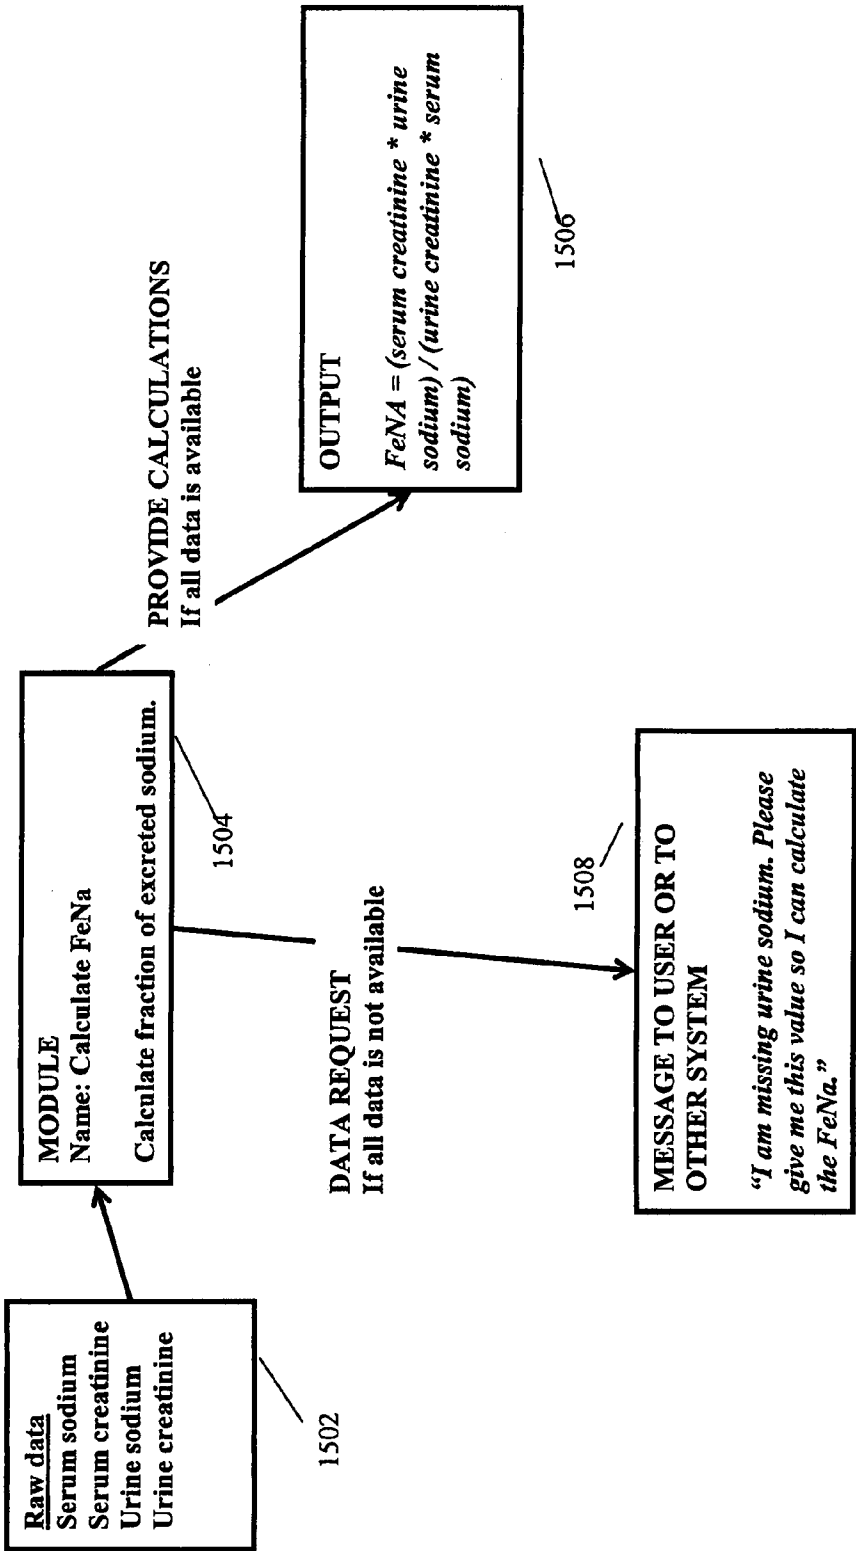 Raw data
Serum sodium
Serum creatinine
Urine sodium
Urine creatinine
1502
MODULE
Name: Calculate FeNa
Calculate fraction of excreted sodium.
1504
PROVIDE CALCULATIONS
If all data is available
OUTPUT
FeNA = (serum creatinine * urine
sodium) / (urine creatinine * serum
sodium)
1506
DATA REQUEST
If all data is not available
1508
MESSAGE TO USER OR TO
OTHER SYSTEM
“I am missing urine sodium. Please
give me this value so I can calculate
the FeNa.”